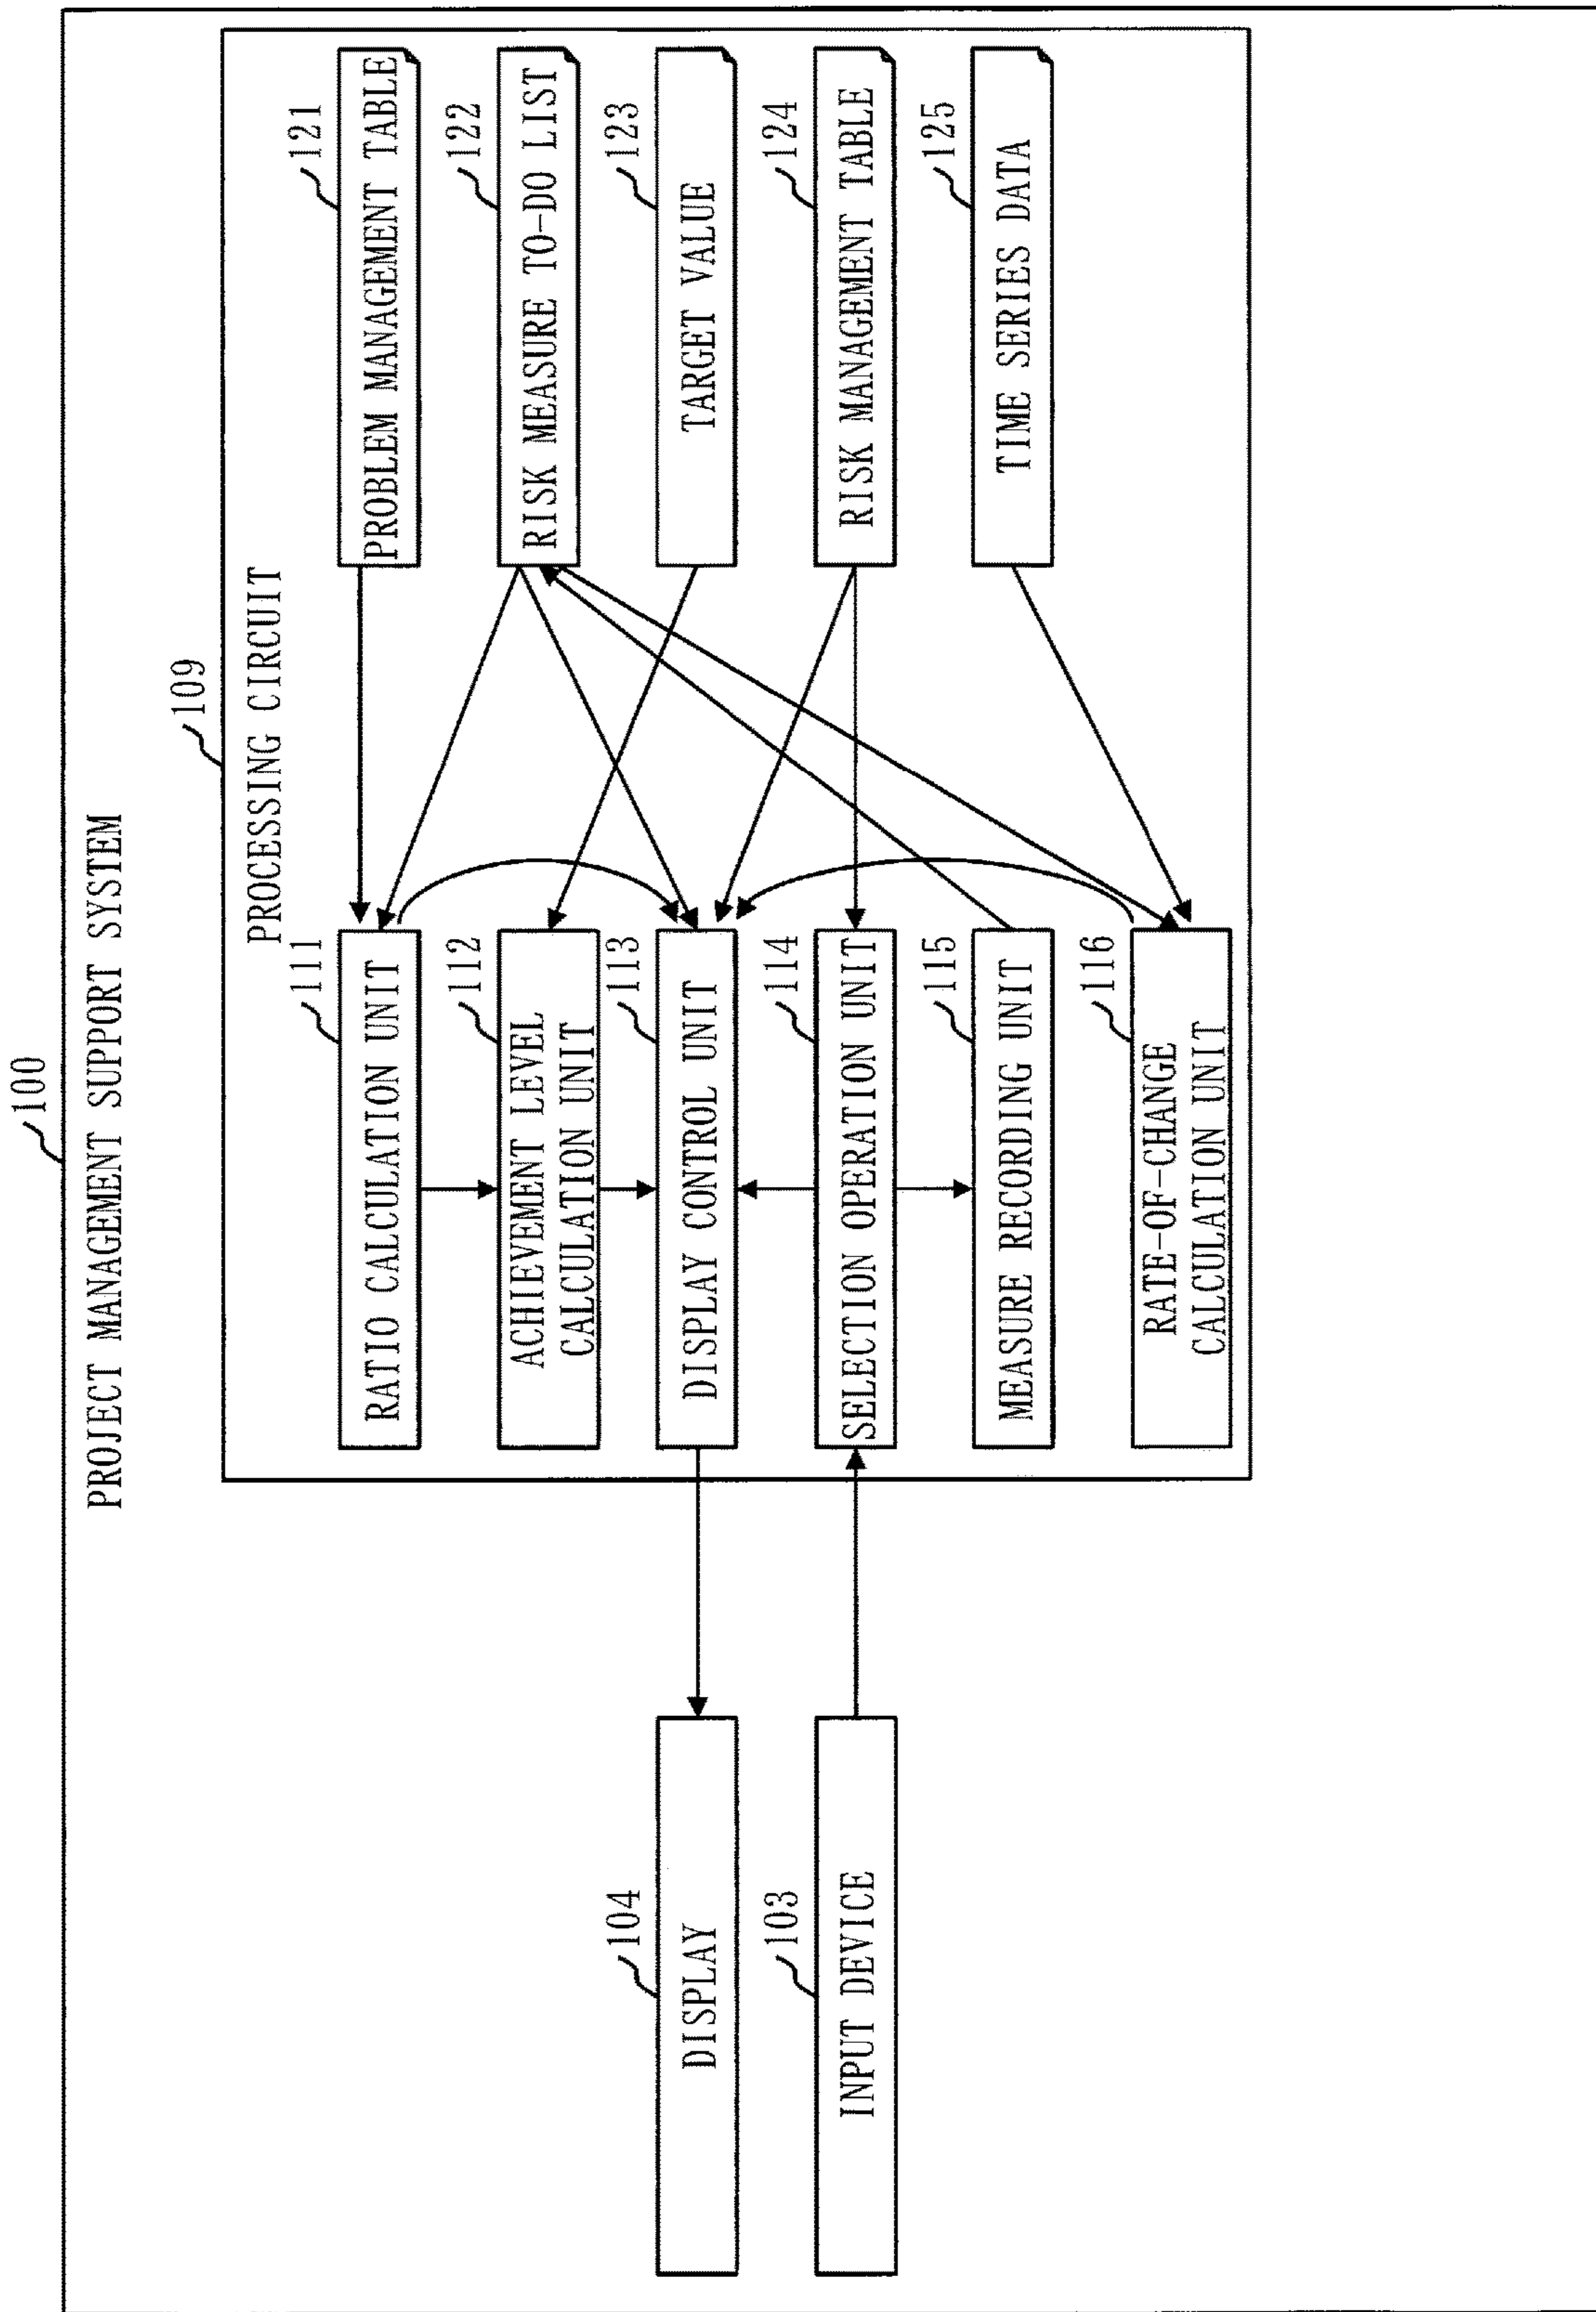 100
PROJECT MANAGEMENT SUPPORT SYSTEM
109
PROCESSING CIRCUIT
111
RATIO CALCULATION UNIT
121
PROBLEM MANAGEMENT TABLE
112
ACHIEVEMENT LEVEL
CALCULATION UNIT
122
RISK MEASURE TO-DO LIST
104
DISPLAY
113
DISPLAY CONTROL UNIT
123
TARGET VALUE
103
INPUT DEVICE
114
SELECTION OPERATION UNIT
124
RISK MANAGEMENT TABLE
115
MEASURE RECORDING UNIT
125
TIME SERIES DATA
116
RATE-OF-CHANGE
CALCULATION UNIT